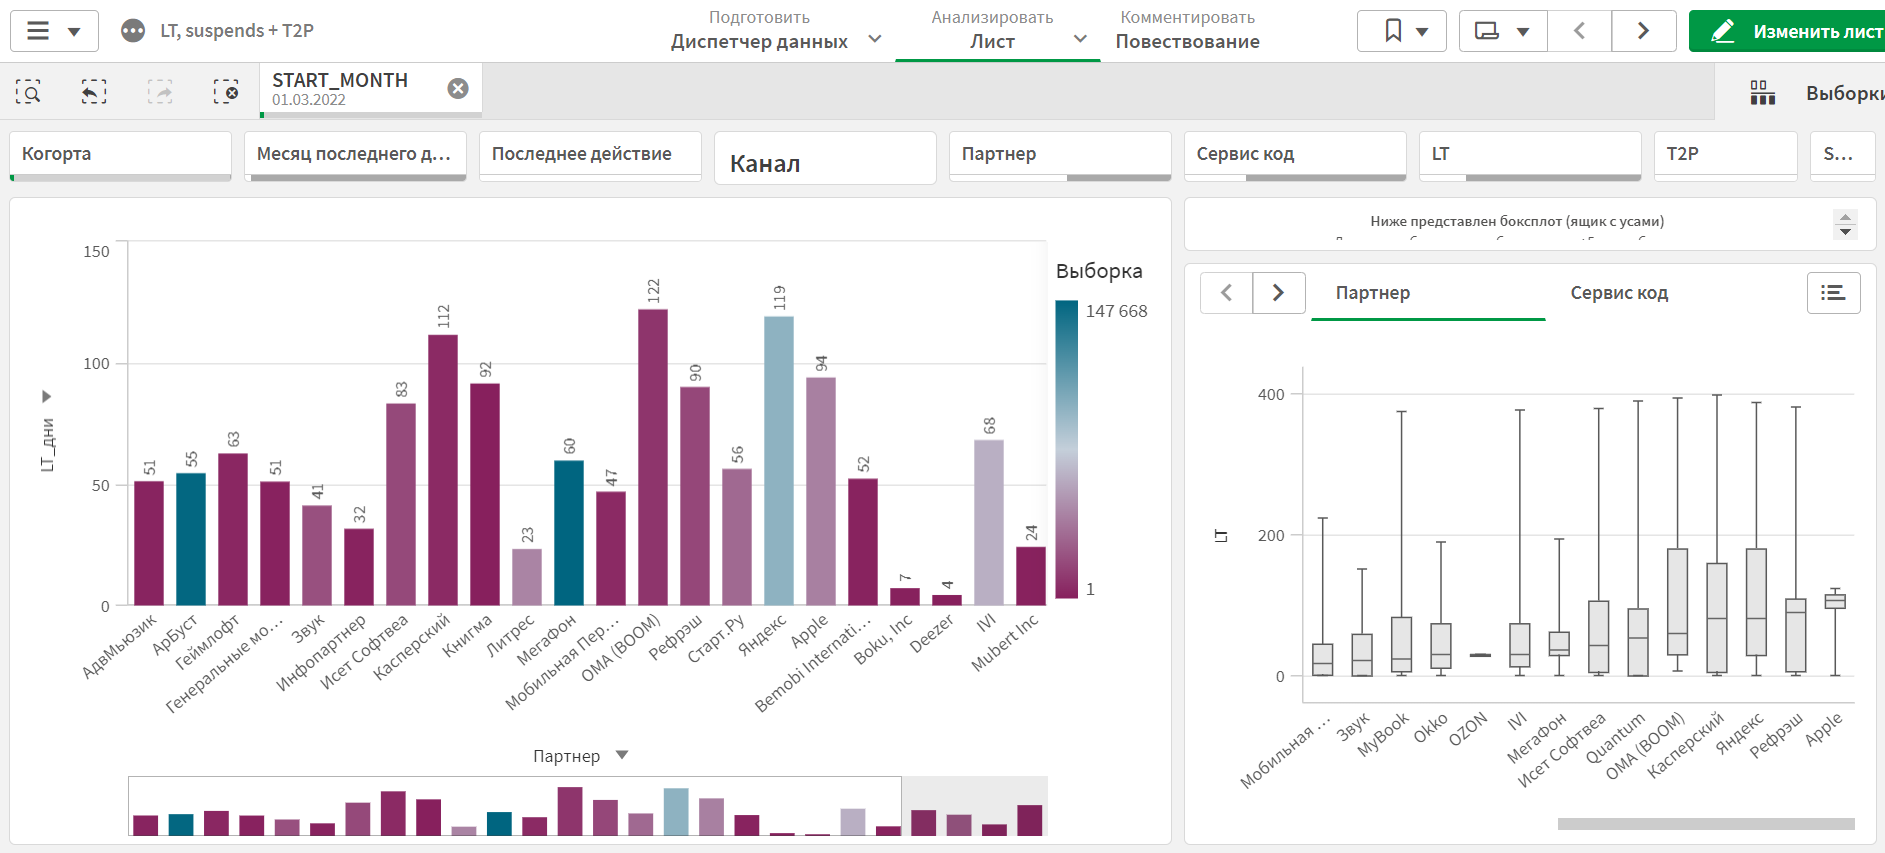 LT, suspends + T2P
Подготовить
Диспетчер данных
Анализировать
Лист
Комментировать
Повествование
Изменить лист
START_MONTH
01.03.2022
Выборки
Когорта
Месяц последнего д...
Последнее действие
Канал
Партнер
Сервис код
LT
T2P
S...
150
100
50
0
LT_дни
51
55
63
51
41
32
83
112
92
23
60
47
122
90
56
119
94
52
7
4
68
24
АдвМьюзик
АрБуст
Геймлофт
Генеральные мо...
Звук
Инфопартнер
Исет Софтвеа
Касперский
Книгма
Литрес
МегаФон
Мобильная Пер...
ОМА (BOOM)
Рефрэш
Старт.Ру
Яндекс
Apple
Bemobi Internati...
Boku, Inc
Deezer
IVI
Mubert Inc
Партнер
Выборка
147 668
1
Ниже представлен боксплот (ящик с усами)
Партнер
Сервис код
400
200
0
LT
Мобильная ...
Звук
MyBook
Okko
OZON
IVI
МегаФон
Исет Софтвеа
Quantum
ОМА (BOOM)
Касперский
Яндекс
Рефрэш
Apple